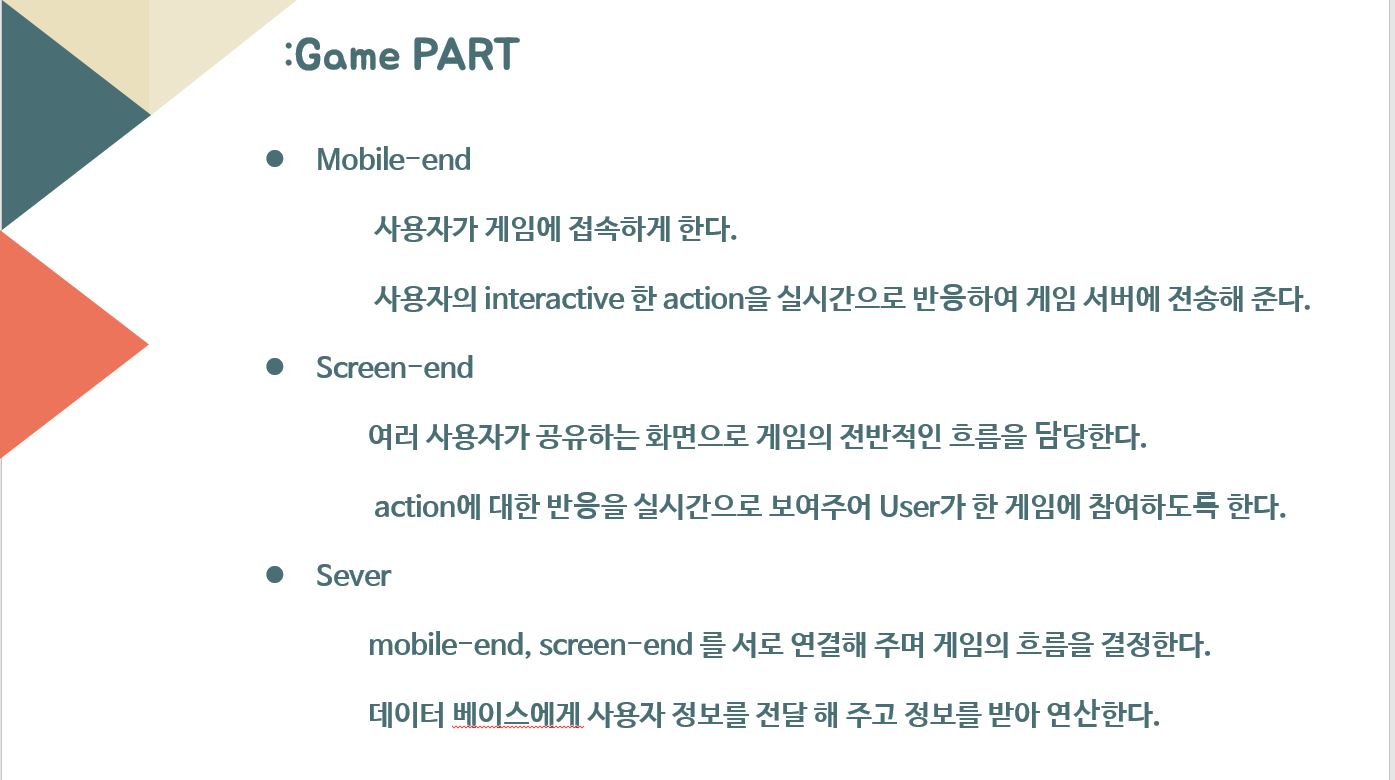 :Game PART
● Mobile-end
사용자가 게임에 접속하게 한다.
사용자의 interactive 한 action을 실시간으로 반응하여 게임 서버에 전송해 준다.
● Screen-end
여러 사용자가 공유하는 화면으로 게임의 전반적인 흐름을 담당한다.
action에 대한 반응을 실시간으로 보여주어 User가 한 게임에 참여하도록 한다.
● Sever
mobile-end, screen-end 를 서로 연결해 주며 게임의 흐름을 결정한다.
데이터 베이스에게 사용자 정보를 전달 해 주고 정보를 받아 연산한다.